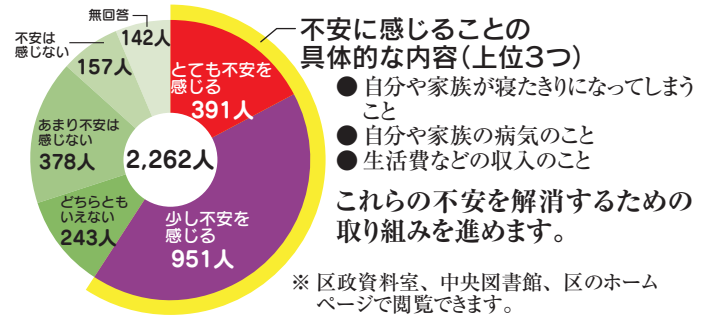 無回答
142人
不安は
感じない
157人
とても不安を
感じる
391人
あまり不安は
感じない
378人
2,262人
どちらとも
いえない
243人
少し不安を
感じる
951人
不安に感じることの
具体的な内容（上位3つ）
● 自分や家族が寝たきりになってしまう
こと
● 自分や家族の病気のこと
● 生活費などの収入のこと
これらの不安を解消するための
取り組みを進めます。
※ 区政資料室、中央図書館、区のホーム
ページで閲覧できます。